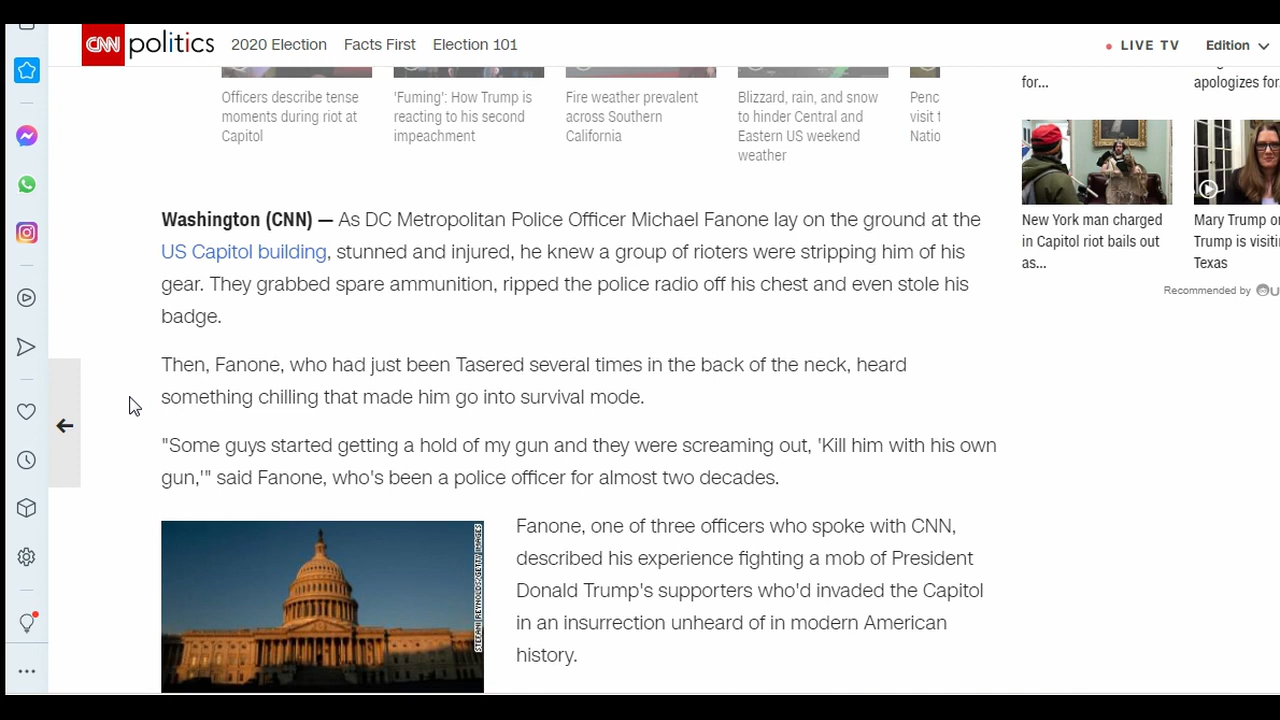 CNN politics 2020 Election Facts First Election 101 LIVE TV Edition
Officers describe tense
moments during riot at
Capitol
'Fuming': How Trump is
reacting to his second
impeachment
Fire weather prevalent
across Southern
California
Blizzard, rain, and snow
to hinder Central and
Eastern US weekend
weather
Penc
visit t
Natio
for...
apologizes for
New York man charged
in Capitol riot bails out
as...
Mary Trump on
Trump is visiti
Texas
Recommended by
Washington (CNN) — As DC Metropolitan Police Officer Michael Fanone lay on the ground at the
US Capitol building, stunned and injured, he knew a group of rioters were stripping him of his
gear. They grabbed spare ammunition, ripped the police radio off his chest and even stole his
badge.
Then, Fanone, who had just been Tasered several times in the back of the neck, heard
something chilling that made him go into survival mode.
"Some guys started getting a hold of my gun and they were screaming out, 'Kill him with his own
gun,'" said Fanone, who's been a police officer for almost two decades.
STEFANI REYNOLDS/GETTY IMAGES
Fanone, one of three officers who spoke with CNN,
described his experience fighting a mob of President
Donald Trump's supporters who'd invaded the Capitol
in an insurrection unheard of in modern American
history.